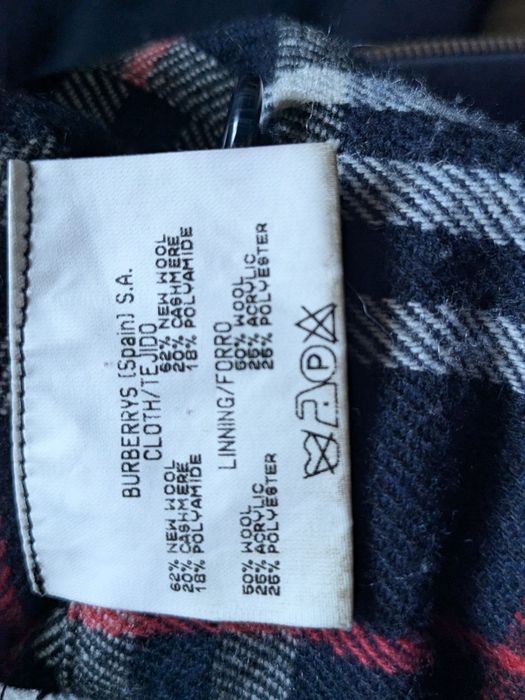 BURBERRYS [Spain] S.A.
CLOTH/TEJIDO
62% NEW WOOL 62% NEW WOOL
20% CASHMERE 20% CASHMERE
18% POLYAMIDE 18% POLYAMIDE
LINNING/FORRO
50% WOOL 50% WOOL
25% ACRYLIC 25% ACRYLIC
25% POLYESTER 25% POLYESTER
P